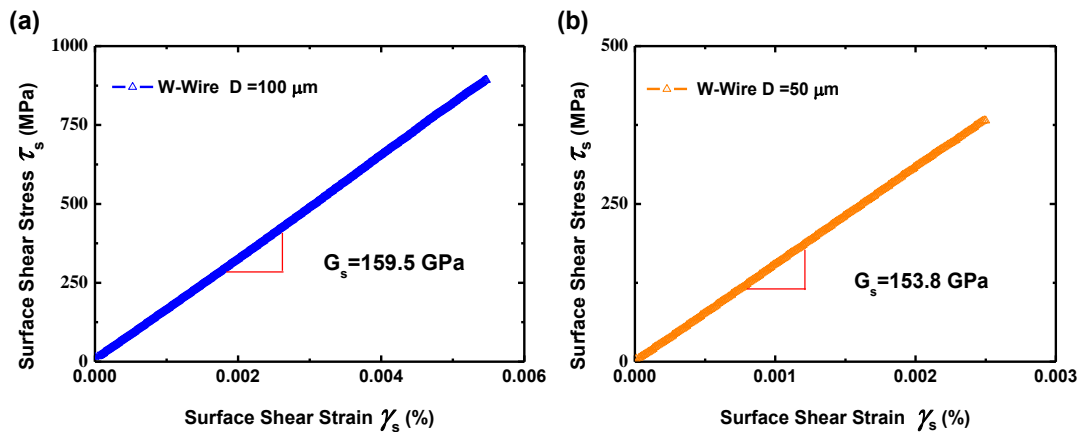 (a)
1000
750
500
250
0
W-Wire D =100 μm
Gs=159.5 GPa
0.000
0.002
0.004
0.006
Surface Shear Stress τs (MPa)
Surface Shear Strain γs (%)
(b)
500
250
0
W-Wire D =50 μm
Gs=153.8 GPa
0.000
0.001
0.002
0.003
Surface Shear Stress τs (MPa)
Surface Shear Strain γs (%)